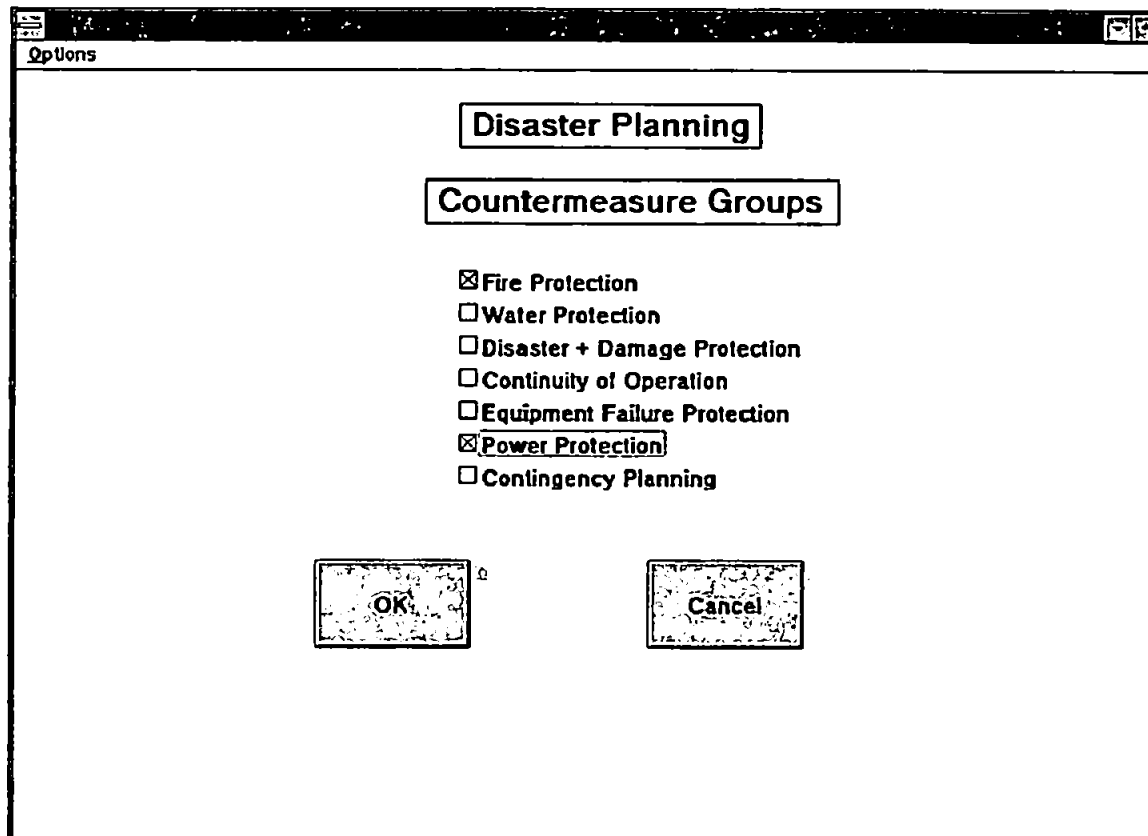 Options
Disaster Planning
Countermeasure Groups
Fire Protection
Water Protection
Disaster + Damage Protection
Continuity of Operation
Equipment Failure Protection
Power Protection
Contingency Planning
OK
Cancel